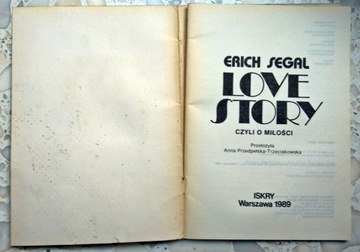 ERICH SEGAL
LOVE
STORY
CZYLI O MIŁOŚCI
Przełożyła
Anna Przedpełska-Trzeciakowska
ISKRY
Warszawa 1989